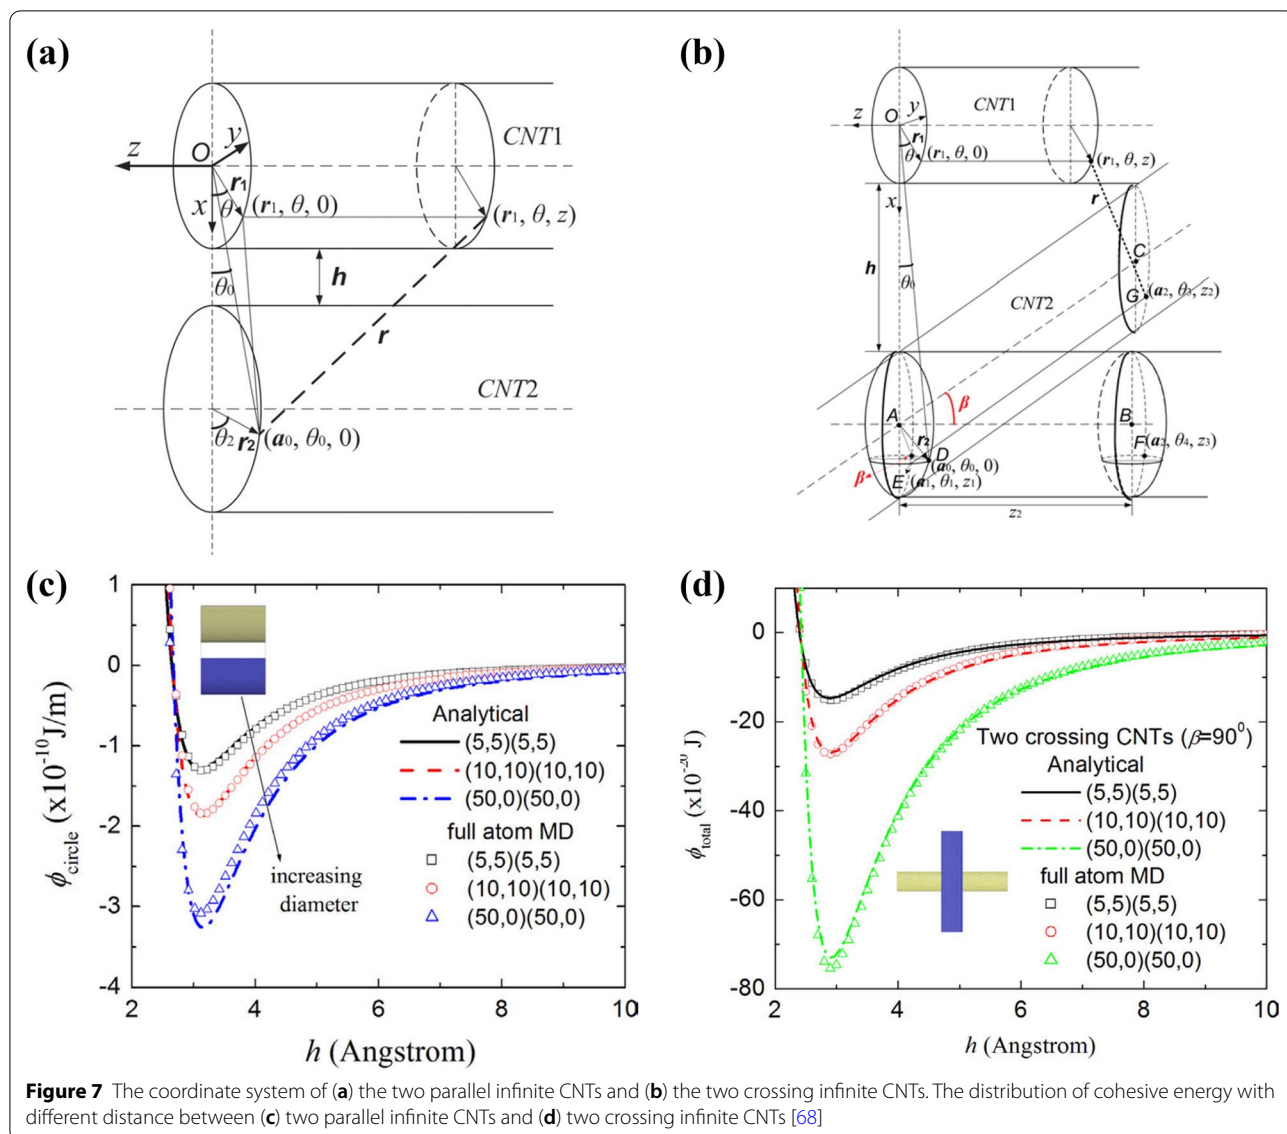 (a)
CNT1
O
y
z
r₁
x
θ
(r₁, θ, 0)
(r₁, θ, z)
θ₀
h
r
CNT2
θ₂
r₂
(a₀, θ₀, 0)
(b)
CNT1
O
y
z
r₁
θ
(r₁, θ, 0)
(r₁, θ, z)
x
r
h
θ₀
C
G
(a₂, θ₃, z₂)
CNT2
β
A
B
r₂
D
F
(a₂, θ₄, z₃)
(a₀, θ₀, 0)
β
E
(a₁, θ₁, z₁)
z₂
(c)
1
0
-1
-2
-3
-4
2
4
6
8
10
ϕcircle (x10⁻¹⁰J/m)
h (Angstrom)
Analytical
(5,5)(5,5)
(10,10)(10,10)
(50,0)(50,0)
full atom MD
(5,5)(5,5)
(10,10)(10,10)
(50,0)(50,0)
increasing
diameter
(d)
0
-20
-40
-60
-80
2
4
6
8
10
ϕtotal (x10⁻²⁰ J)
h (Angstrom)
Two crossing CNTs (β=90⁰)
Analytical
(5,5)(5,5)
(10,10)(10,10)
(50,0)(50,0)
full atom MD
(5,5)(5,5)
(10,10)(10,10)
(50,0)(50,0)
Figure 7 The coordinate system of (a) the two parallel infinite CNTs and (b) the two crossing infinite CNTs. The distribution of cohesive energy with
different distance between (c) two parallel infinite CNTs and (d) two crossing infinite CNTs [68]